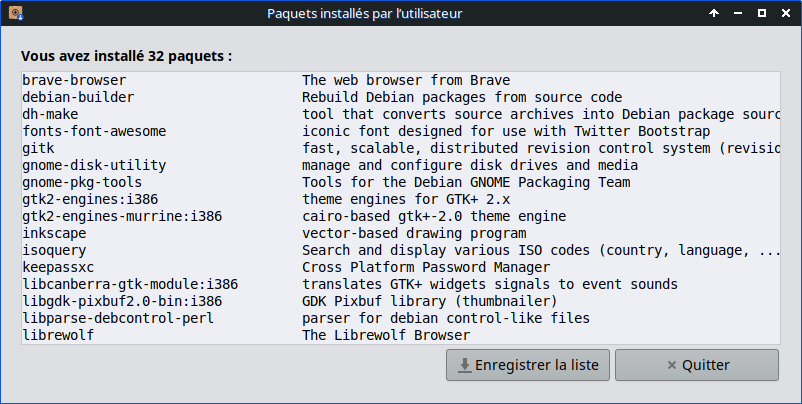 Paquets installés par l’utilisateur
Vous avez installé 32 paquets :
brave-browser The web browser from Brave
debian-builder Rebuild Debian packages from source code
dh-make tool that converts source archives into Debian package sourc
fonts-font-awesome iconic font designed for use with Twitter Bootstrap
gitk fast, scalable, distributed revision control system (revisio
gnome-disk-utility manage and configure disk drives and media
gnome-pkg-tools Tools for the Debian GNOME Packaging Team
gtk2-engines:i386 theme engines for GTK+ 2.x
gtk2-engines-murrine:i386 cairo-based gtk+-2.0 theme engine
inkscape vector-based drawing program
isoquery Search and display various ISO codes (country, language, ...
keepassxc Cross Platform Password Manager
libcanberra-gtk-module:i386 translates GTK+ widgets signals to event sounds
libgdk-pixbuf2.0-bin:i386 GDK Pixbuf library (thumbnailer)
libparse-debcontrol-perl parser for debian control-like files
librewolf The Librewolf Browser
Enregistrer la liste
Quitter